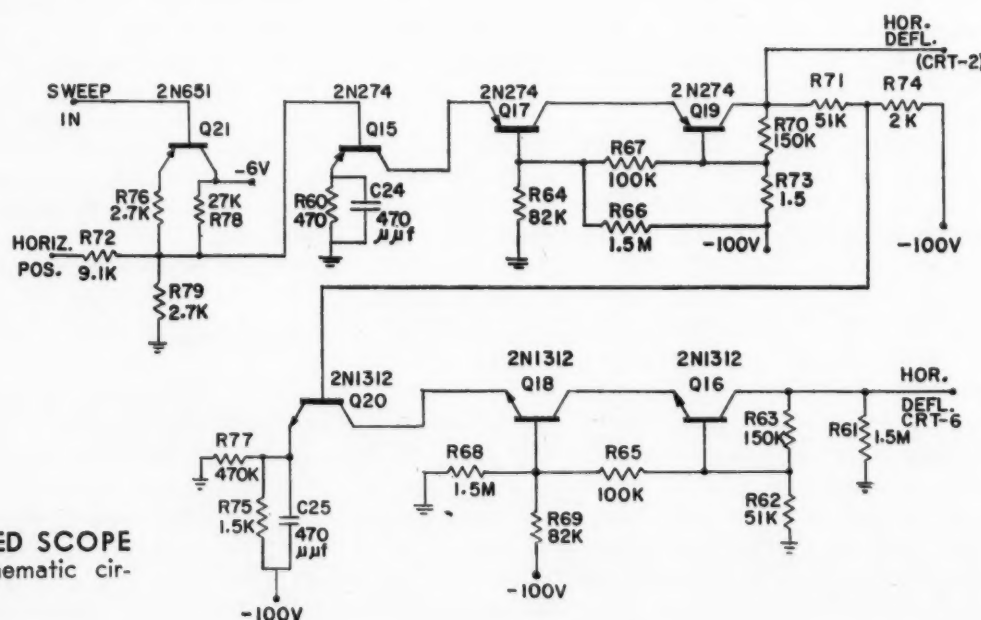 HOR.
DEFL.
(CRT-2)
SWEEP
IN
2N651
Q21
2N274
Q15
2N274
Q17
2N274
Q19
R71
51K
R74
2K
R70
150K
R67
100K
R73
1.5
-6V
R76
2.7K
27K
R78
R60
470
C24
470
μμf
R64
82K
R66
1.5M
-100V
-100V
HORIZ.
POS.
R72
9.1K
R79
2.7K
2N1312
Q20
2N1312
Q18
2N1312
Q16
HOR.
DEFL.
CRT-6
R63
150K
R61
1.5M
R77
470K
R68
1.5M
R65
100K
R75
1.5K
C25
470
μμf
R69
82K
R62
51K
-100V
-100V
ED SCOPE
nematic cir-